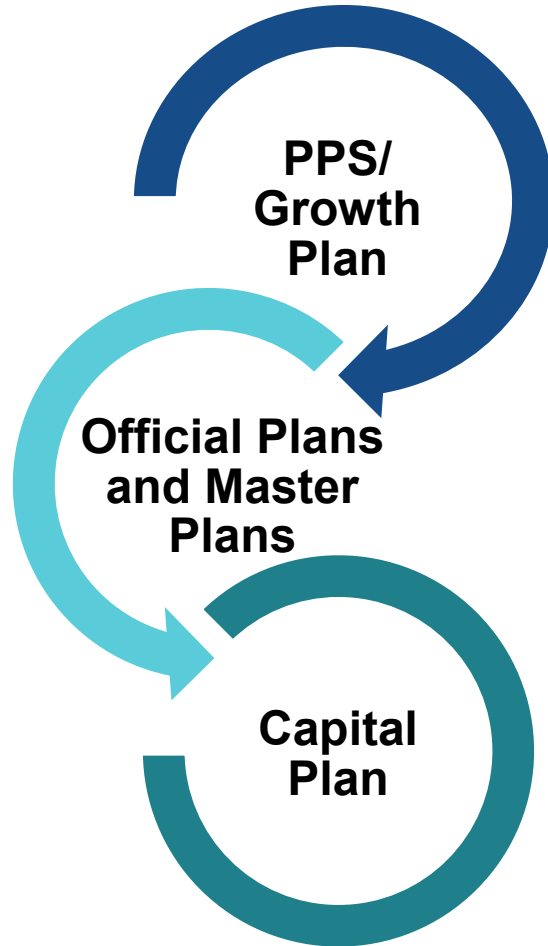 PPS/
Growth
Plan
Official Plans
and Master
Plans
Capital
Plan